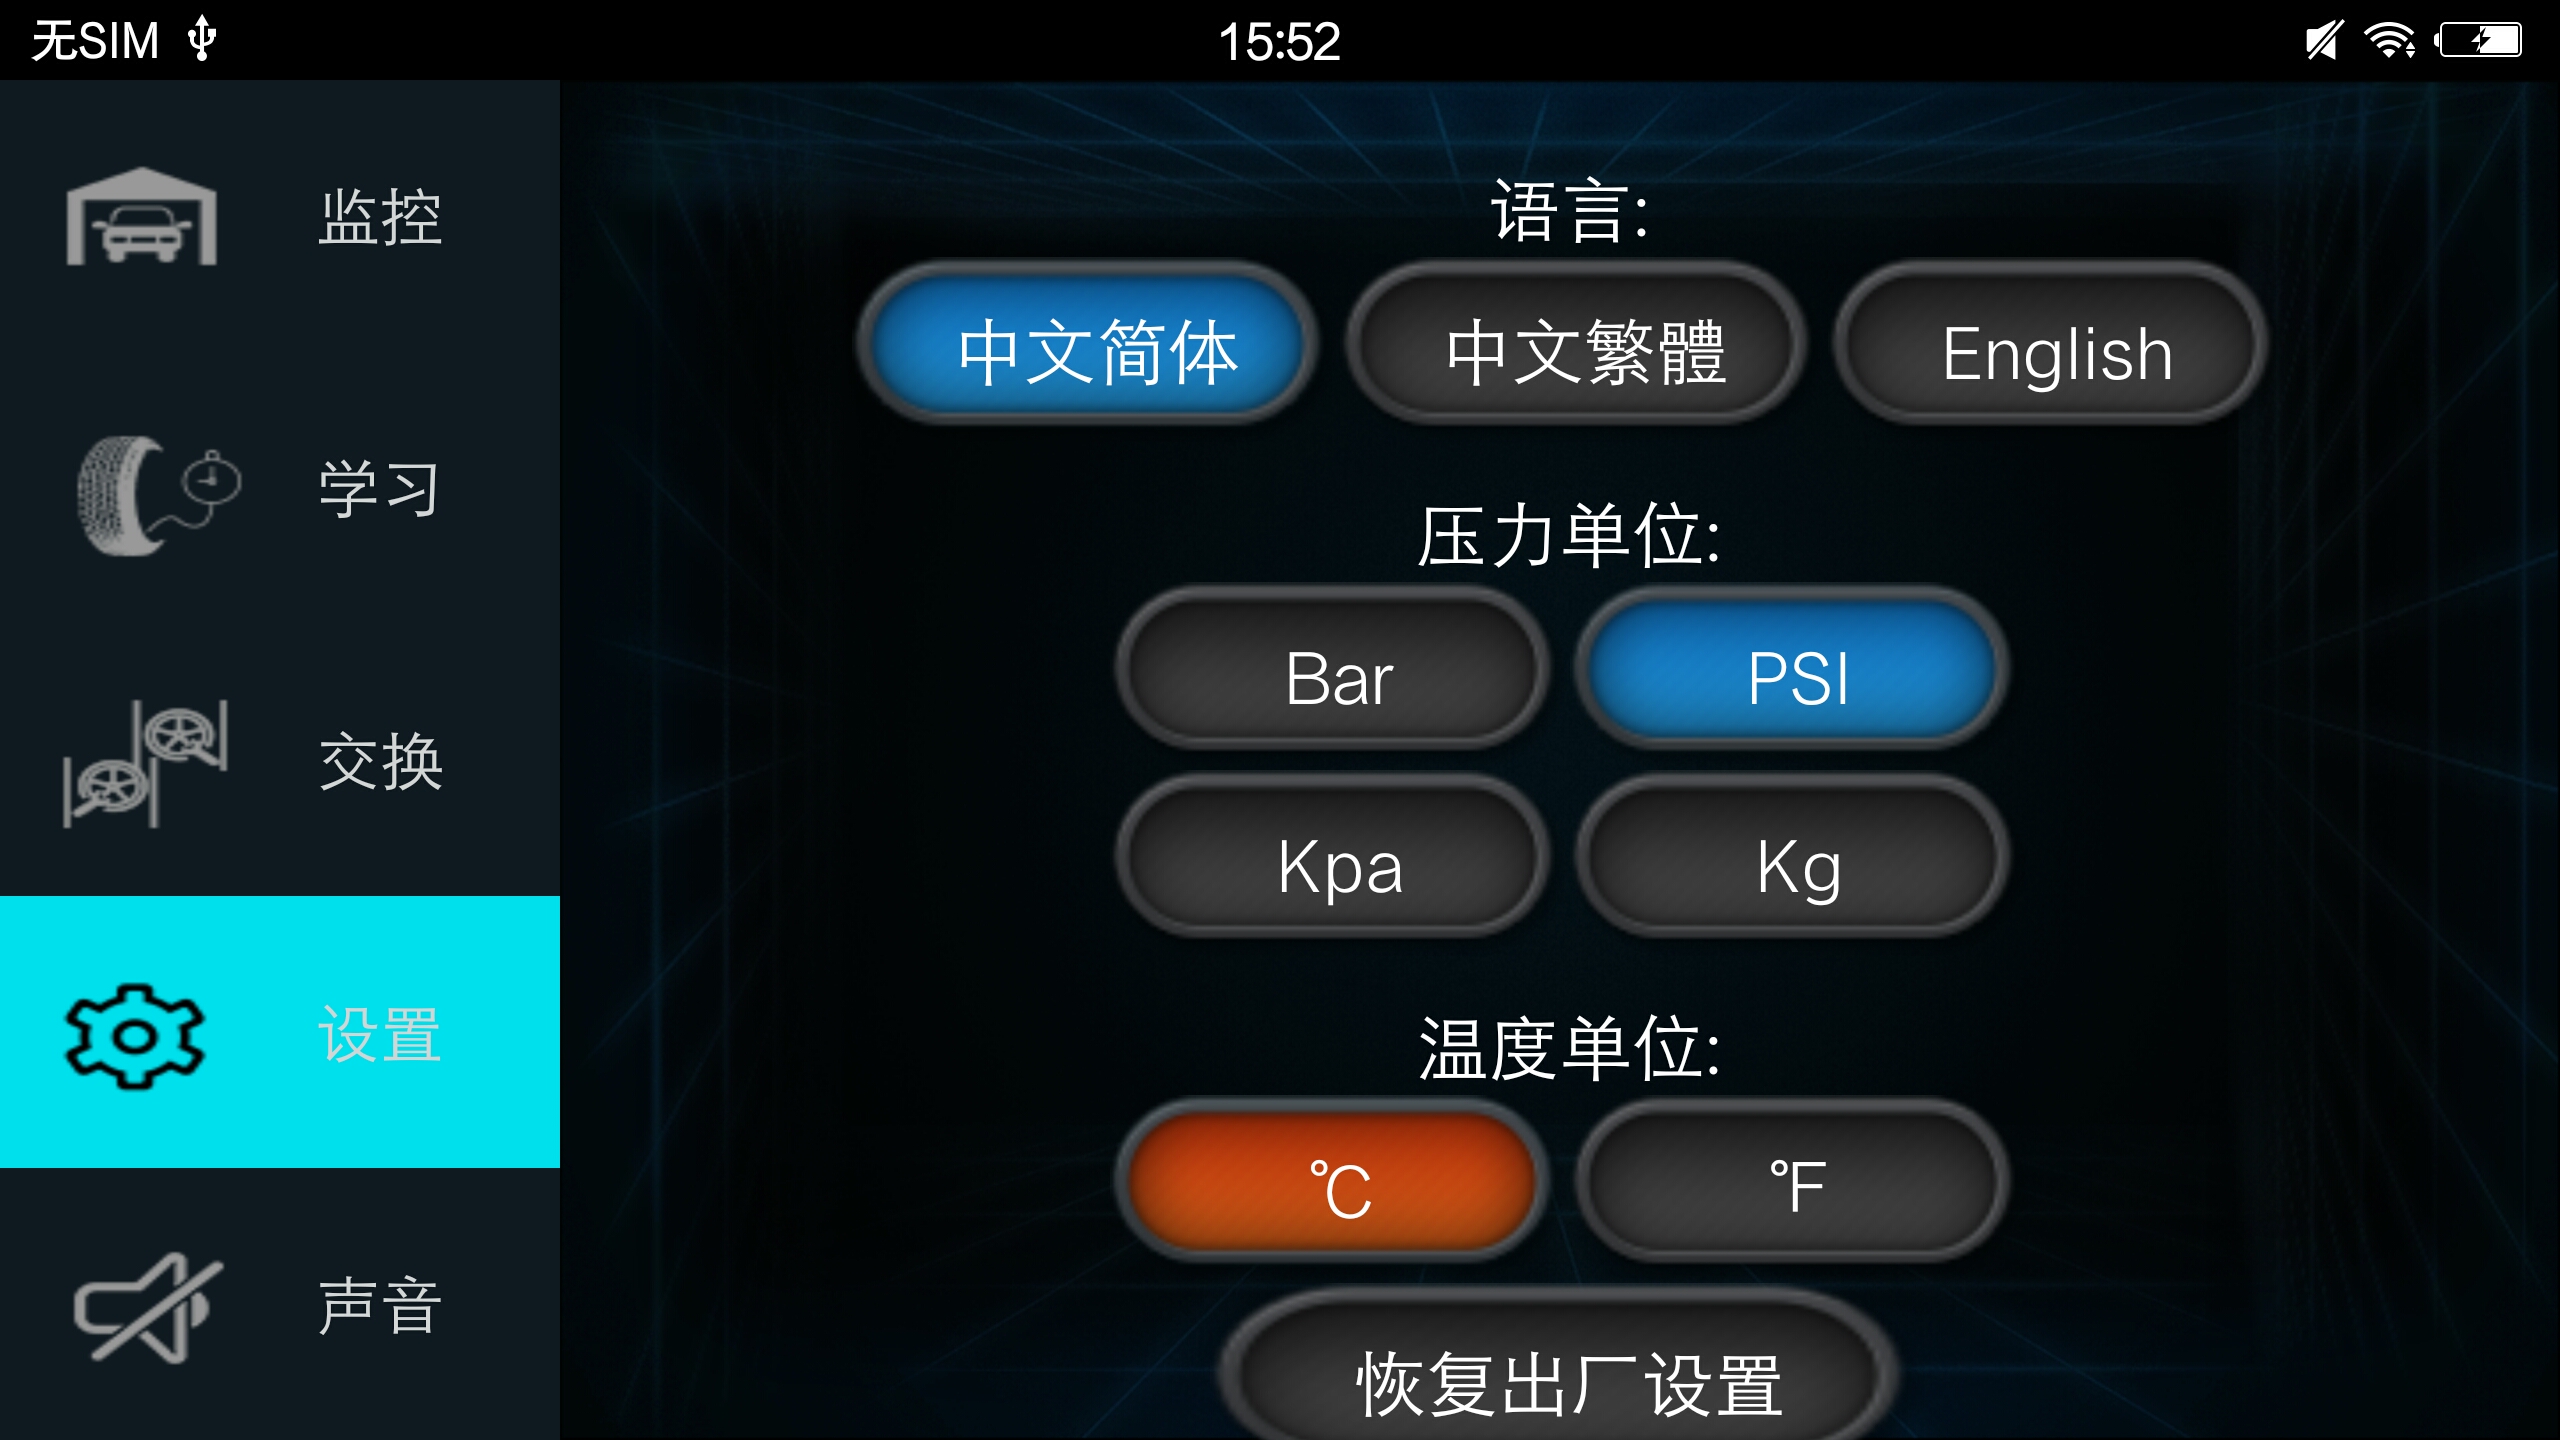 无SIM 15:52
监控
学习
交换
设置
声音
语言:
中文简体 中文繁體 English
压力单位:
Bar PSI
Kpa Kg
温度单位:
℃ ℉
恢复出厂设置